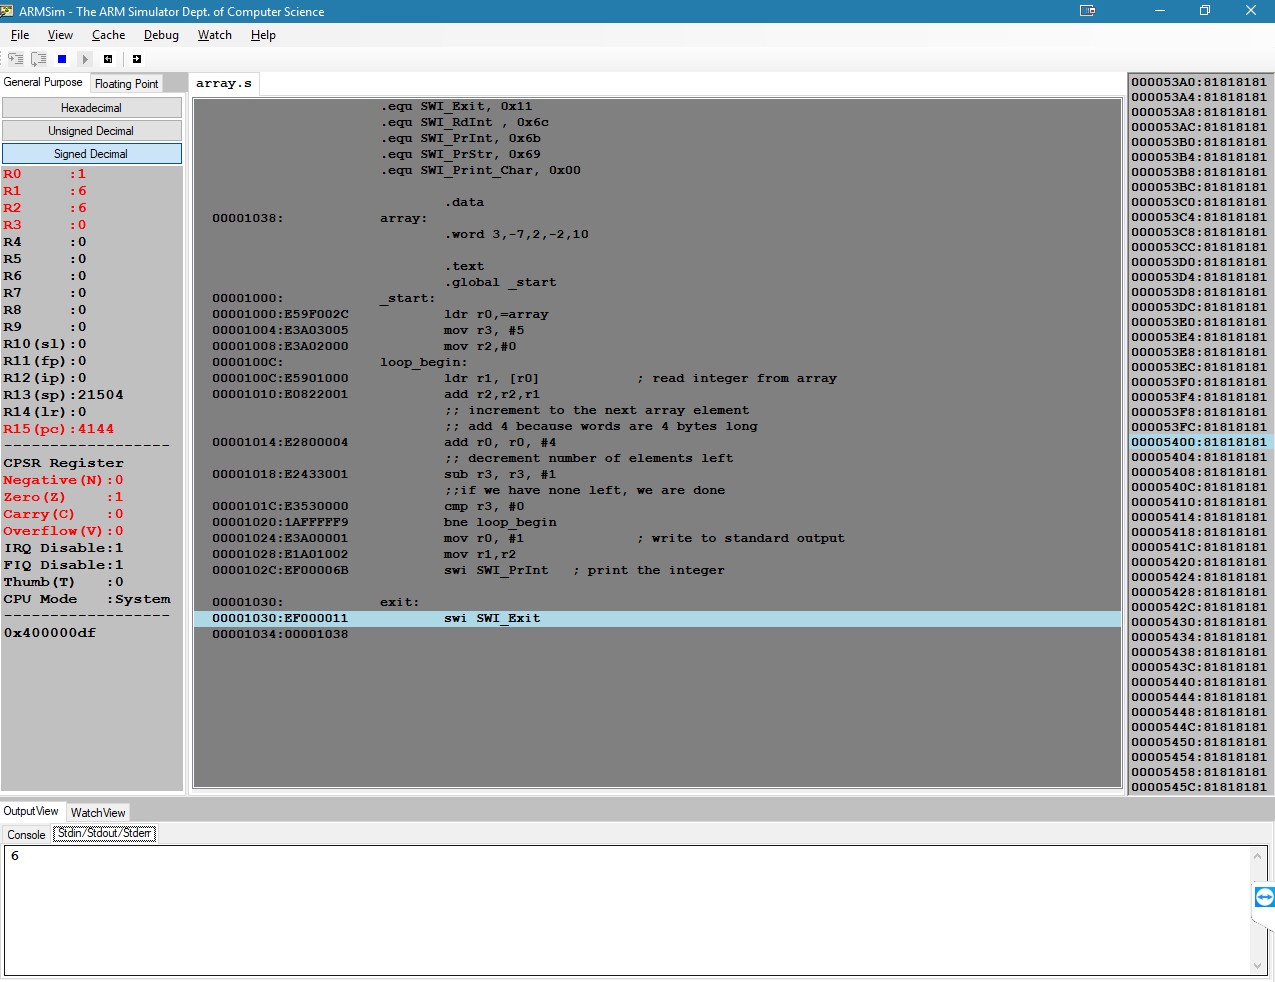 ARMSim - The ARM Simulator Dept. of Computer Science
File View Cache Debug Watch Help
General Purpose Floating Point
Hexadecimal
Unsigned Decimal
Signed Decimal
R0 :1
R1 :6
R2 :6
R3 :0
R4 :0
R5 :0
R6 :0
R7 :0
R8 :0
R9 :0
R10(sl):0
R11(fp):0
R12(ip):0
R13(sp):21504
R14(lr):0
R15(pc):4144
------------------
CPSR Register
Negative(N):0
Zero(Z) :1
Carry(C) :0
Overflow(V):0
IRQ Disable:1
FIQ Disable:1
Thumb(T) :0
CPU Mode :System
------------------
0x400000df
array.s
.equ SWI_Exit, 0x11
.equ SWI_RdInt , 0x6c
.equ SWI_PrInt, 0x6b
.equ SWI_PrStr, 0x69
.equ SWI_Print_Char, 0x00
.data
00001038: array:
.word 3,-7,2,-2,10
.text
.global _start
00001000: _start:
00001000:E59F002C ldr r0,=array
00001004:E3A03005 mov r3, #5
00001008:E3A02000 mov r2,#0
0000100C: loop_begin:
0000100C:E5901000 ldr r1, [r0] ; read integer from array
00001010:E0822001 add r2,r2,r1
;; increment to the next array element
;; add 4 because words are 4 bytes long
00001014:E2800004 add r0, r0, #4
;; decrement number of elements left
00001018:E2433001 sub r3, r3, #1
;;if we have none left, we are done
0000101C:E3530000 cmp r3, #0
00001020:1AFFFFF9 bne loop_begin
00001024:E3A00001 mov r0, #1 ; write to standard output
00001028:E1A01002 mov r1,r2
0000102C:EF00006B swi SWI_PrInt ; print the integer
00001030: exit:
00001030:EF000011 swi SWI_Exit
00001034:00001038
000053A0:81818181
000053A4:81818181
000053A8:81818181
000053AC:81818181
000053B0:81818181
000053B4:81818181
000053B8:81818181
000053BC:81818181
000053C0:81818181
000053C4:81818181
000053C8:81818181
000053CC:81818181
000053D0:81818181
000053D4:81818181
000053D8:81818181
000053DC:81818181
000053E0:81818181
000053E4:81818181
000053E8:81818181
000053EC:81818181
000053F0:81818181
000053F4:81818181
000053F8:81818181
000053FC:81818181
00005400:81818181
00005404:81818181
00005408:81818181
0000540C:81818181
00005410:81818181
00005414:81818181
00005418:81818181
0000541C:81818181
00005420:81818181
00005424:81818181
00005428:81818181
0000542C:81818181
00005430:81818181
00005434:81818181
00005438:81818181
0000543C:81818181
00005440:81818181
00005444:81818181
00005448:81818181
0000544C:81818181
00005450:81818181
00005454:81818181
00005458:81818181
0000545C:81818181
OutputView WatchView
Console Stdin/Stdout/Stderr
6